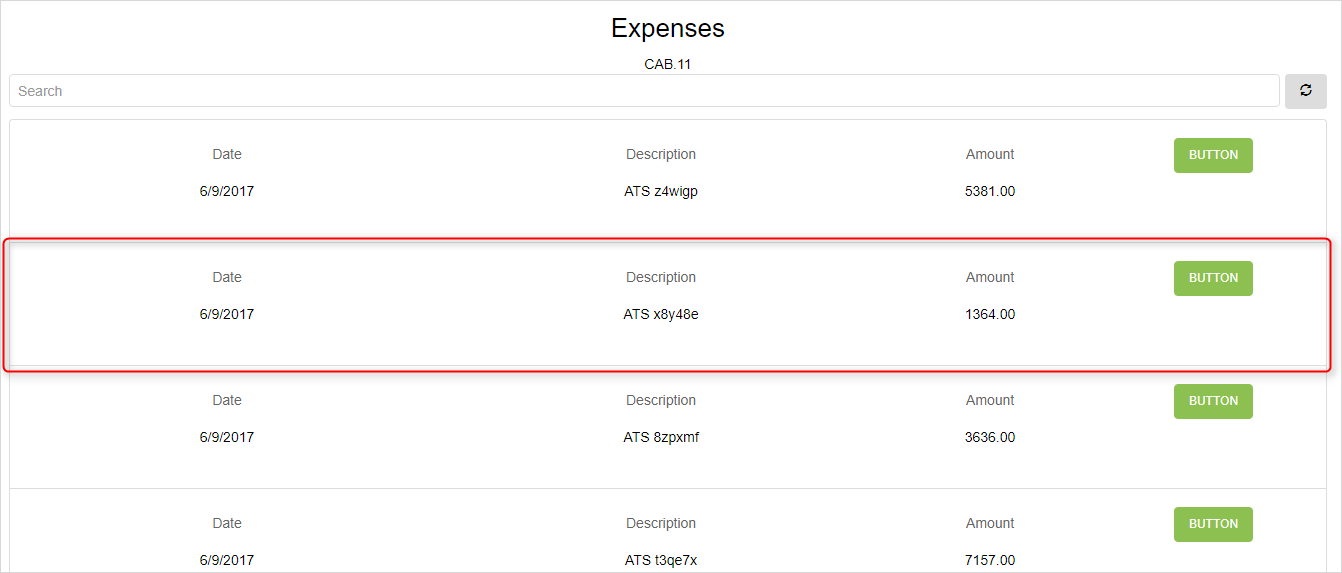 Expenses
CAB.11
Search
Date Description Amount BUTTON
6/9/2017 ATS z4wigp 5381.00
Date Description Amount BUTTON
6/9/2017 ATS x8y48e 1364.00
Date Description Amount BUTTON
6/9/2017 ATS 8zpxmf 3636.00
Date Description Amount BUTTON
6/9/2017 ATS t3qe7x 7157.00